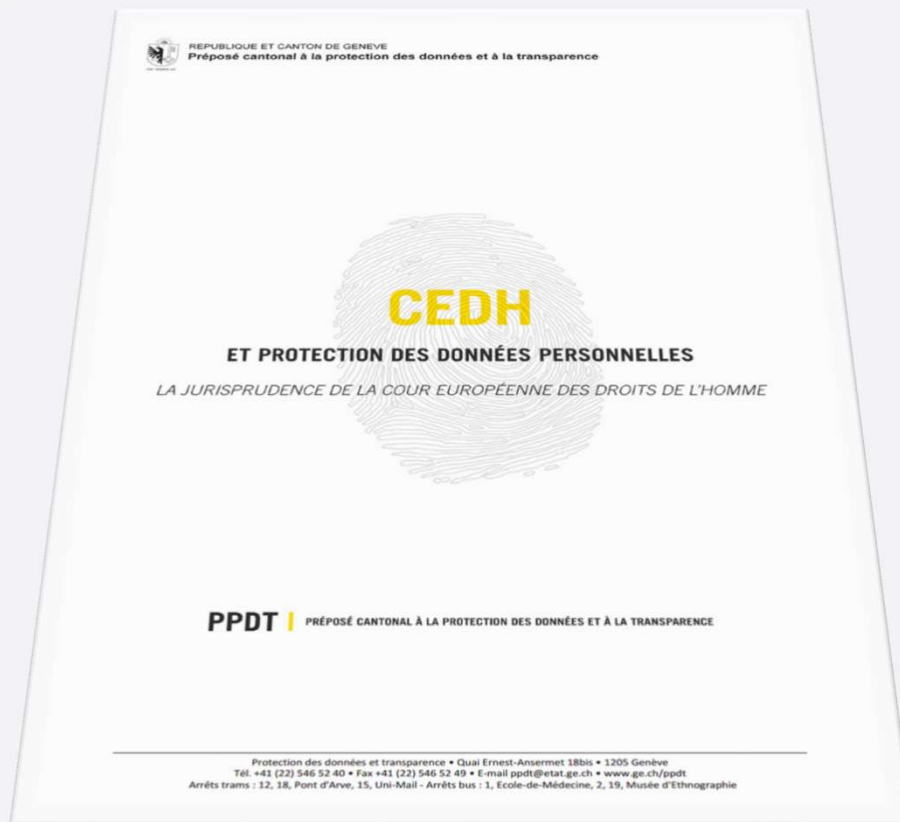 REPUBLIQUE ET CANTON DE GENEVE
Préposé cantonal à la protection des données et à la transparence
CEDH
ET PROTECTION DES DONNÉES PERSONNELLES
LA JURISPRUDENCE DE LA COUR EUROPÉENNE DES DROITS DE L'HOMME
PPDT | PRÉPOSÉ CANTONAL À LA PROTECTION DES DONNÉES ET À LA TRANSPARENCE
Protection des données et transparence • Quai Ernest-Ansermet 18bis • 1205 Genève
Tél. +41 (22) 546 52 40 • Fax +41 (22) 546 52 49 • E-mail ppdt@etat.ge.ch • www.ge.ch/ppdt
Arrêts trams : 12, 18, Pont d'Arve, 15, Uni-Mail - Arrêts bus : 1, Ecole-de-Médecine, 2, 19, Musée d'Ethnographie